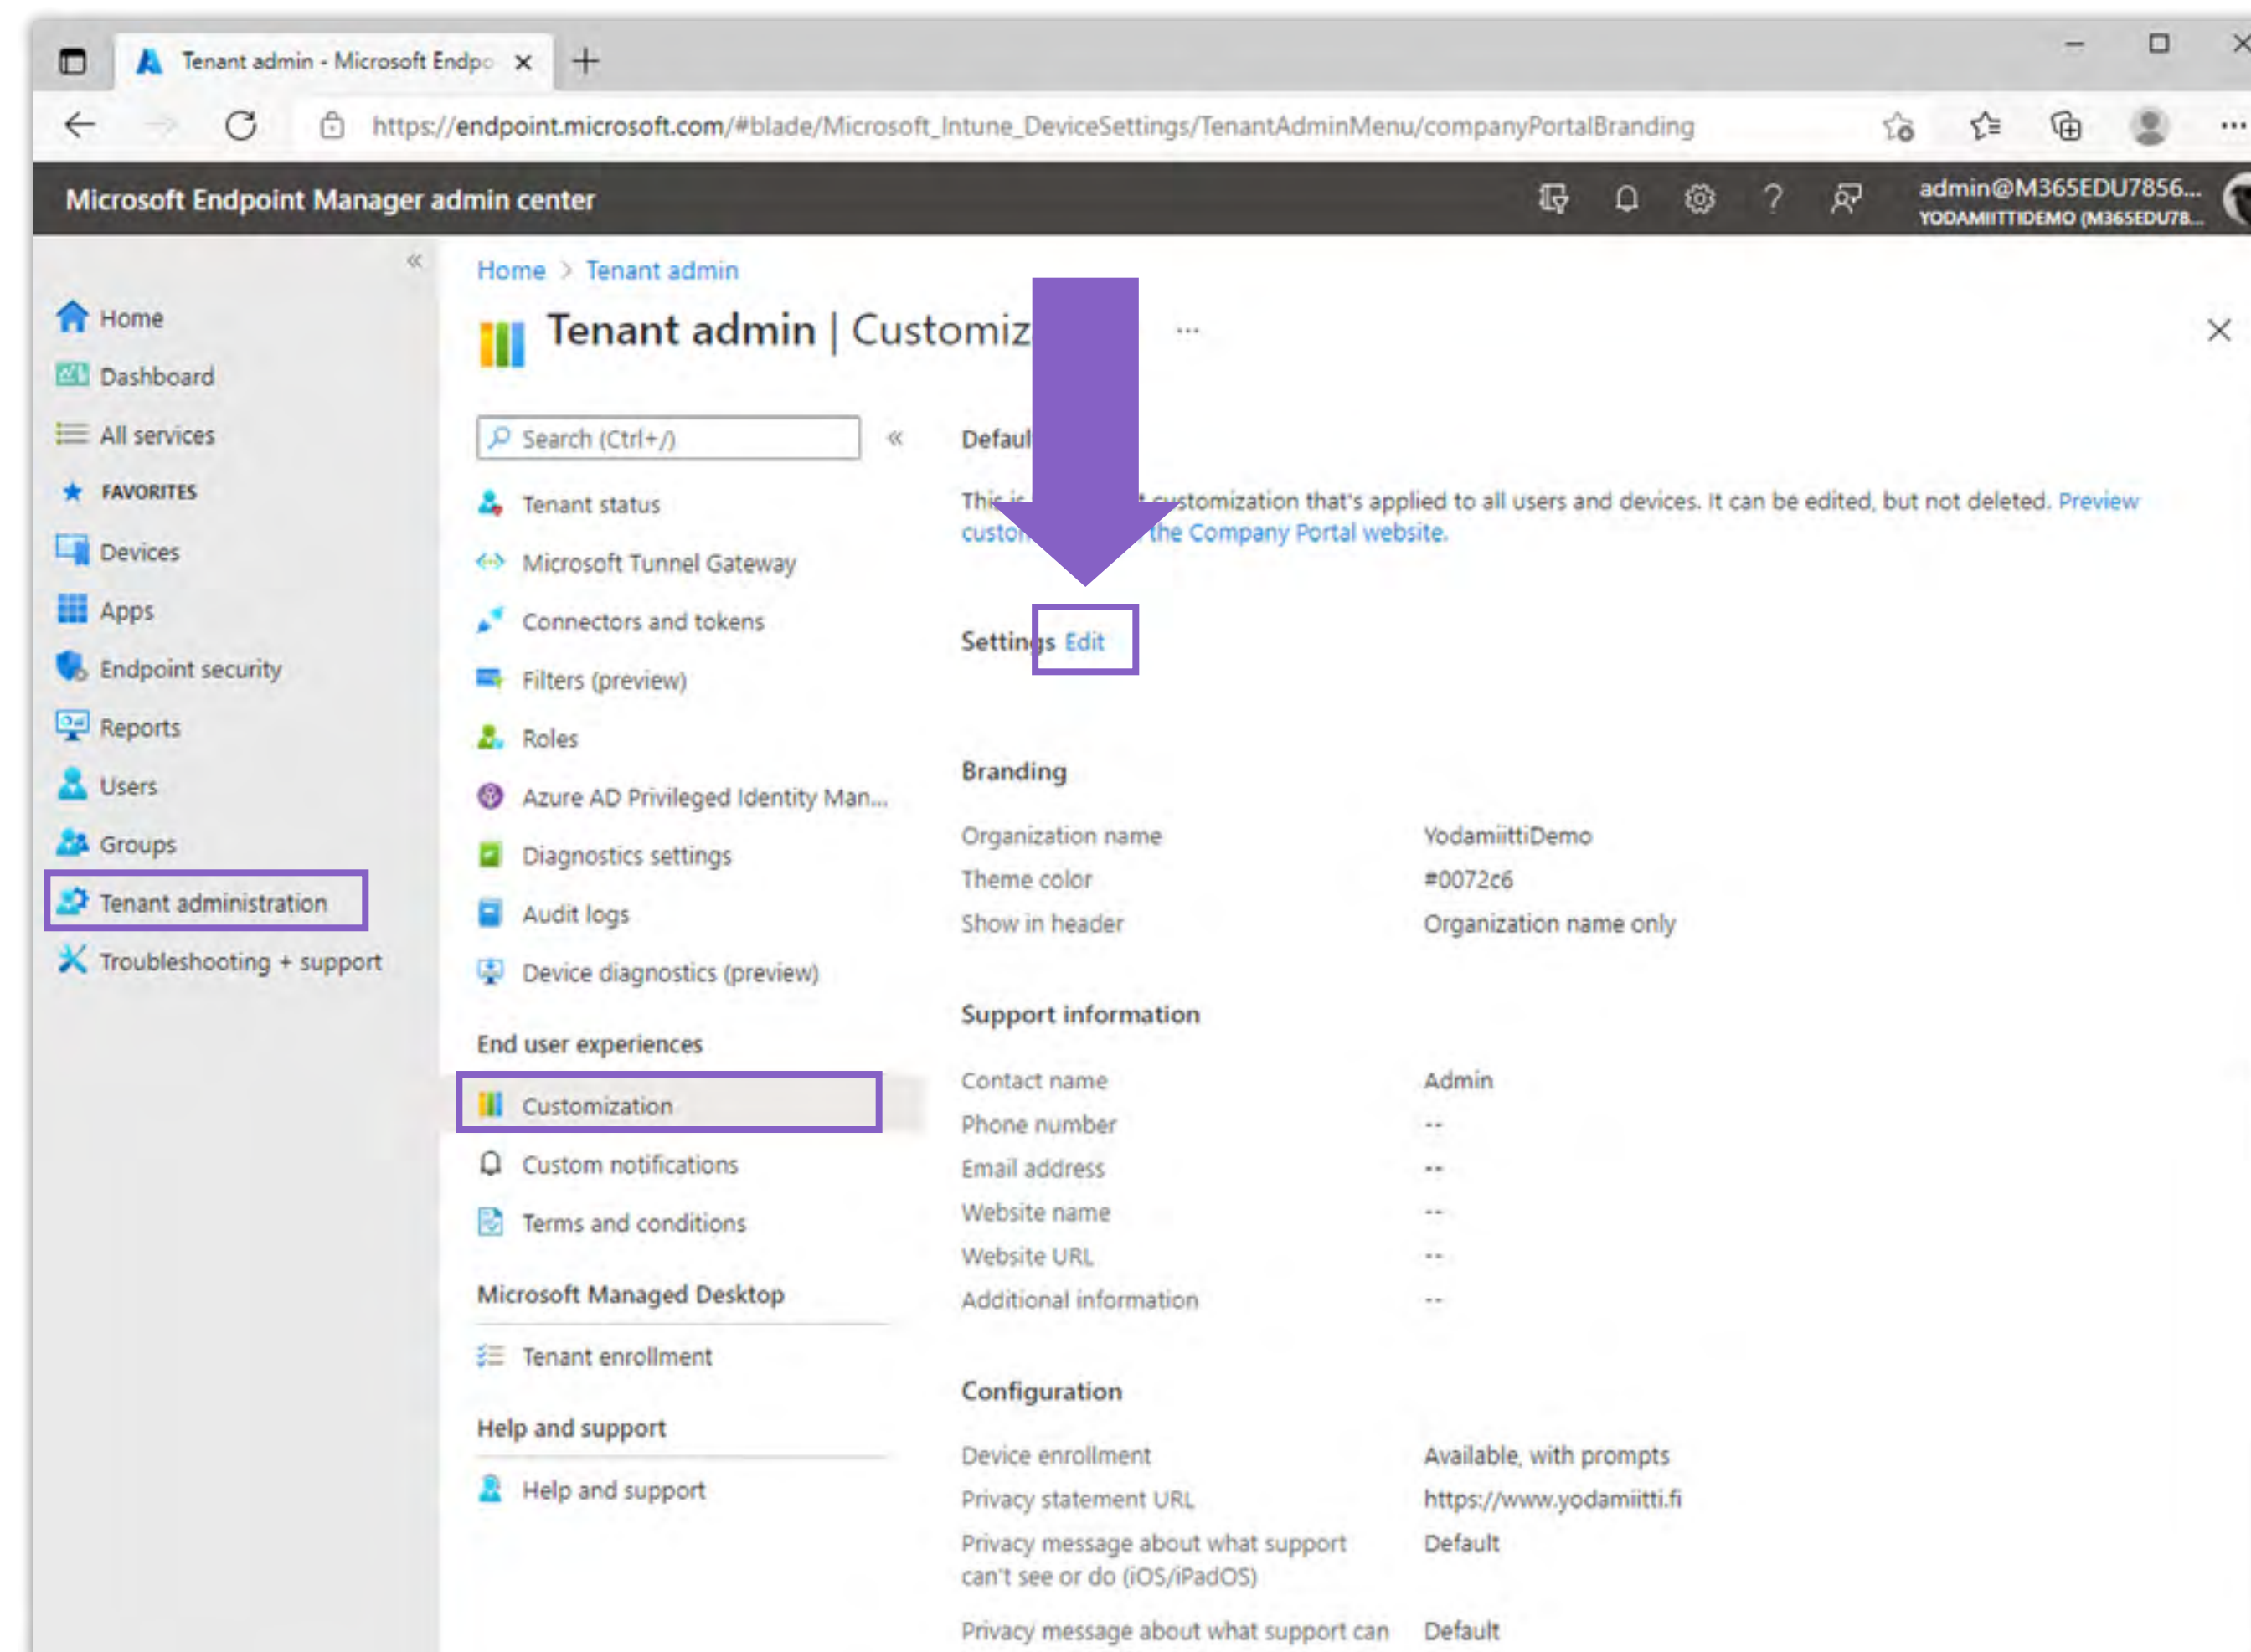 Tenant admin - Microsoft Endpo
https://endpoint.microsoft.com/#blade/Microsoft_Intune_DeviceSettings/TenantAdminMenu/companyPortalBranding
Microsoft Endpoint Manager admin center
admin@M365EDU7856...
YODAMIITTIDEMO (M365EDU78...
Home
Dashboard
All services
FAVORITES
Devices
Apps
Endpoint security
Reports
Users
Groups
Tenant administration
Troubleshooting + support
Home > Tenant admin
Tenant admin | Customiz ...
Search (Ctrl+/)
Tenant status
Microsoft Tunnel Gateway
Connectors and tokens
Filters (preview)
Roles
Azure AD Privileged Identity Man...
Diagnostics settings
Audit logs
Device diagnostics (preview)
End user experiences
Customization
Custom notifications
Terms and conditions
Microsoft Managed Desktop
Tenant enrollment
Help and support
Help and support
Defaul
This is t customization that's applied to all users and devices. It can be edited, but not deleted. Preview
custo the Company Portal website.
Settings Edit
Branding
Organization name YodamiittiDemo
Theme color #0072c6
Show in header Organization name only
Support information
Contact name Admin
Phone number --
Email address --
Website name --
Website URL --
Additional information --
Configuration
Device enrollment Available, with prompts
Privacy statement URL https://www.yodamiitti.fi
Privacy message about what support Default
can't see or do (iOS/iPadOS)
Privacy message about what support can Default